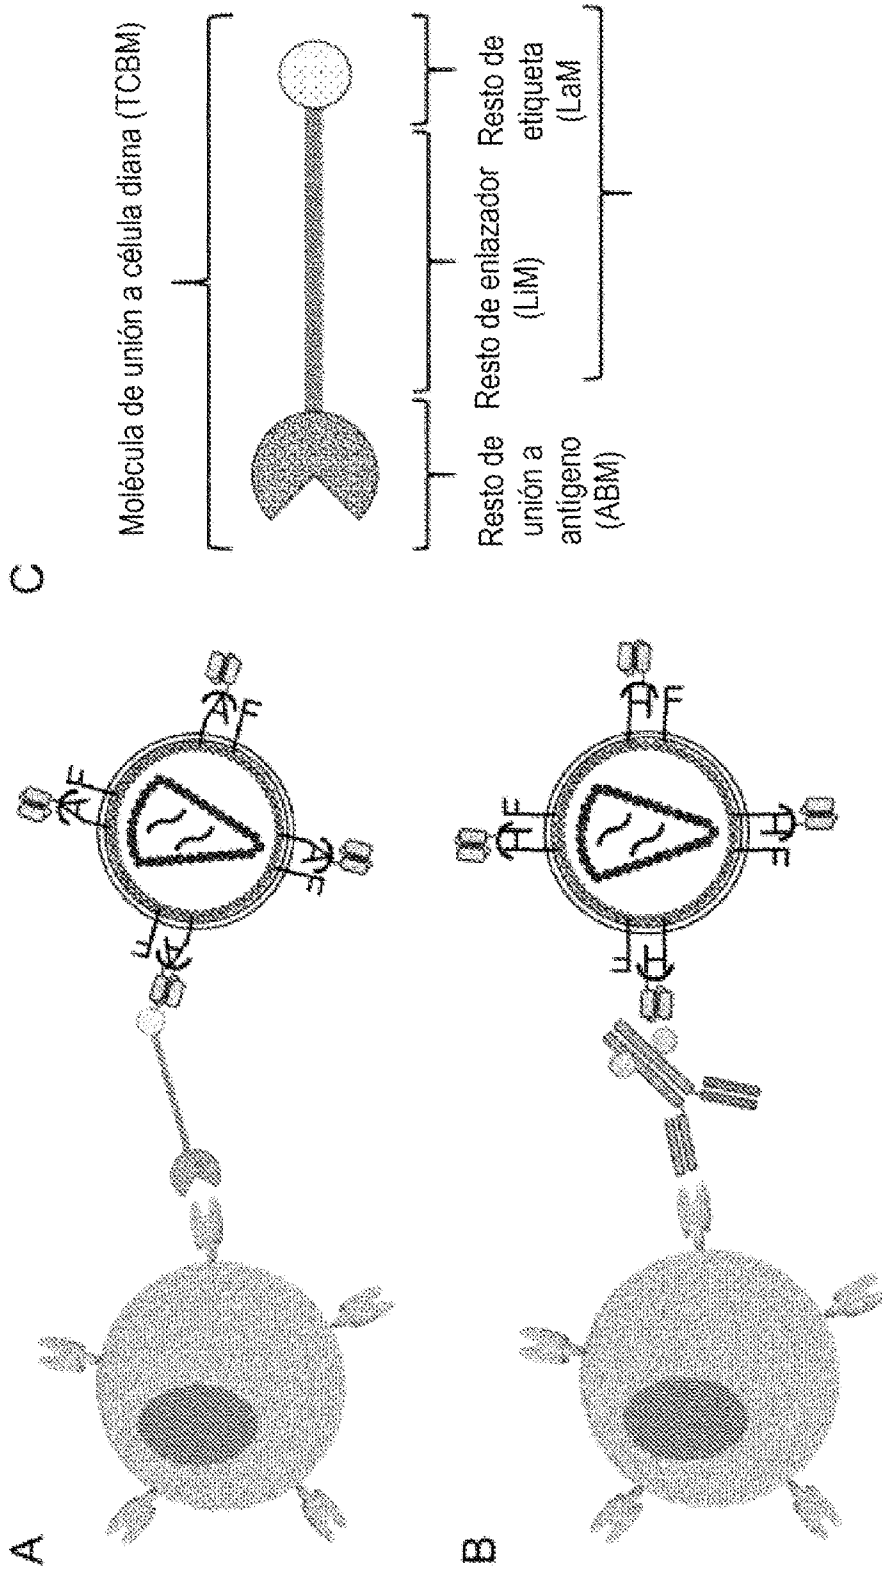 A
H
F
H
F
H
F
H
F
B
H
F
H
F
H
F
H
F
C
Molécula de unión a célula diana (TCBM)
Resto de
unión a
antígeno
(ABM)
Resto de enlazador
(LiM)
Resto de
etiqueta
(LaM